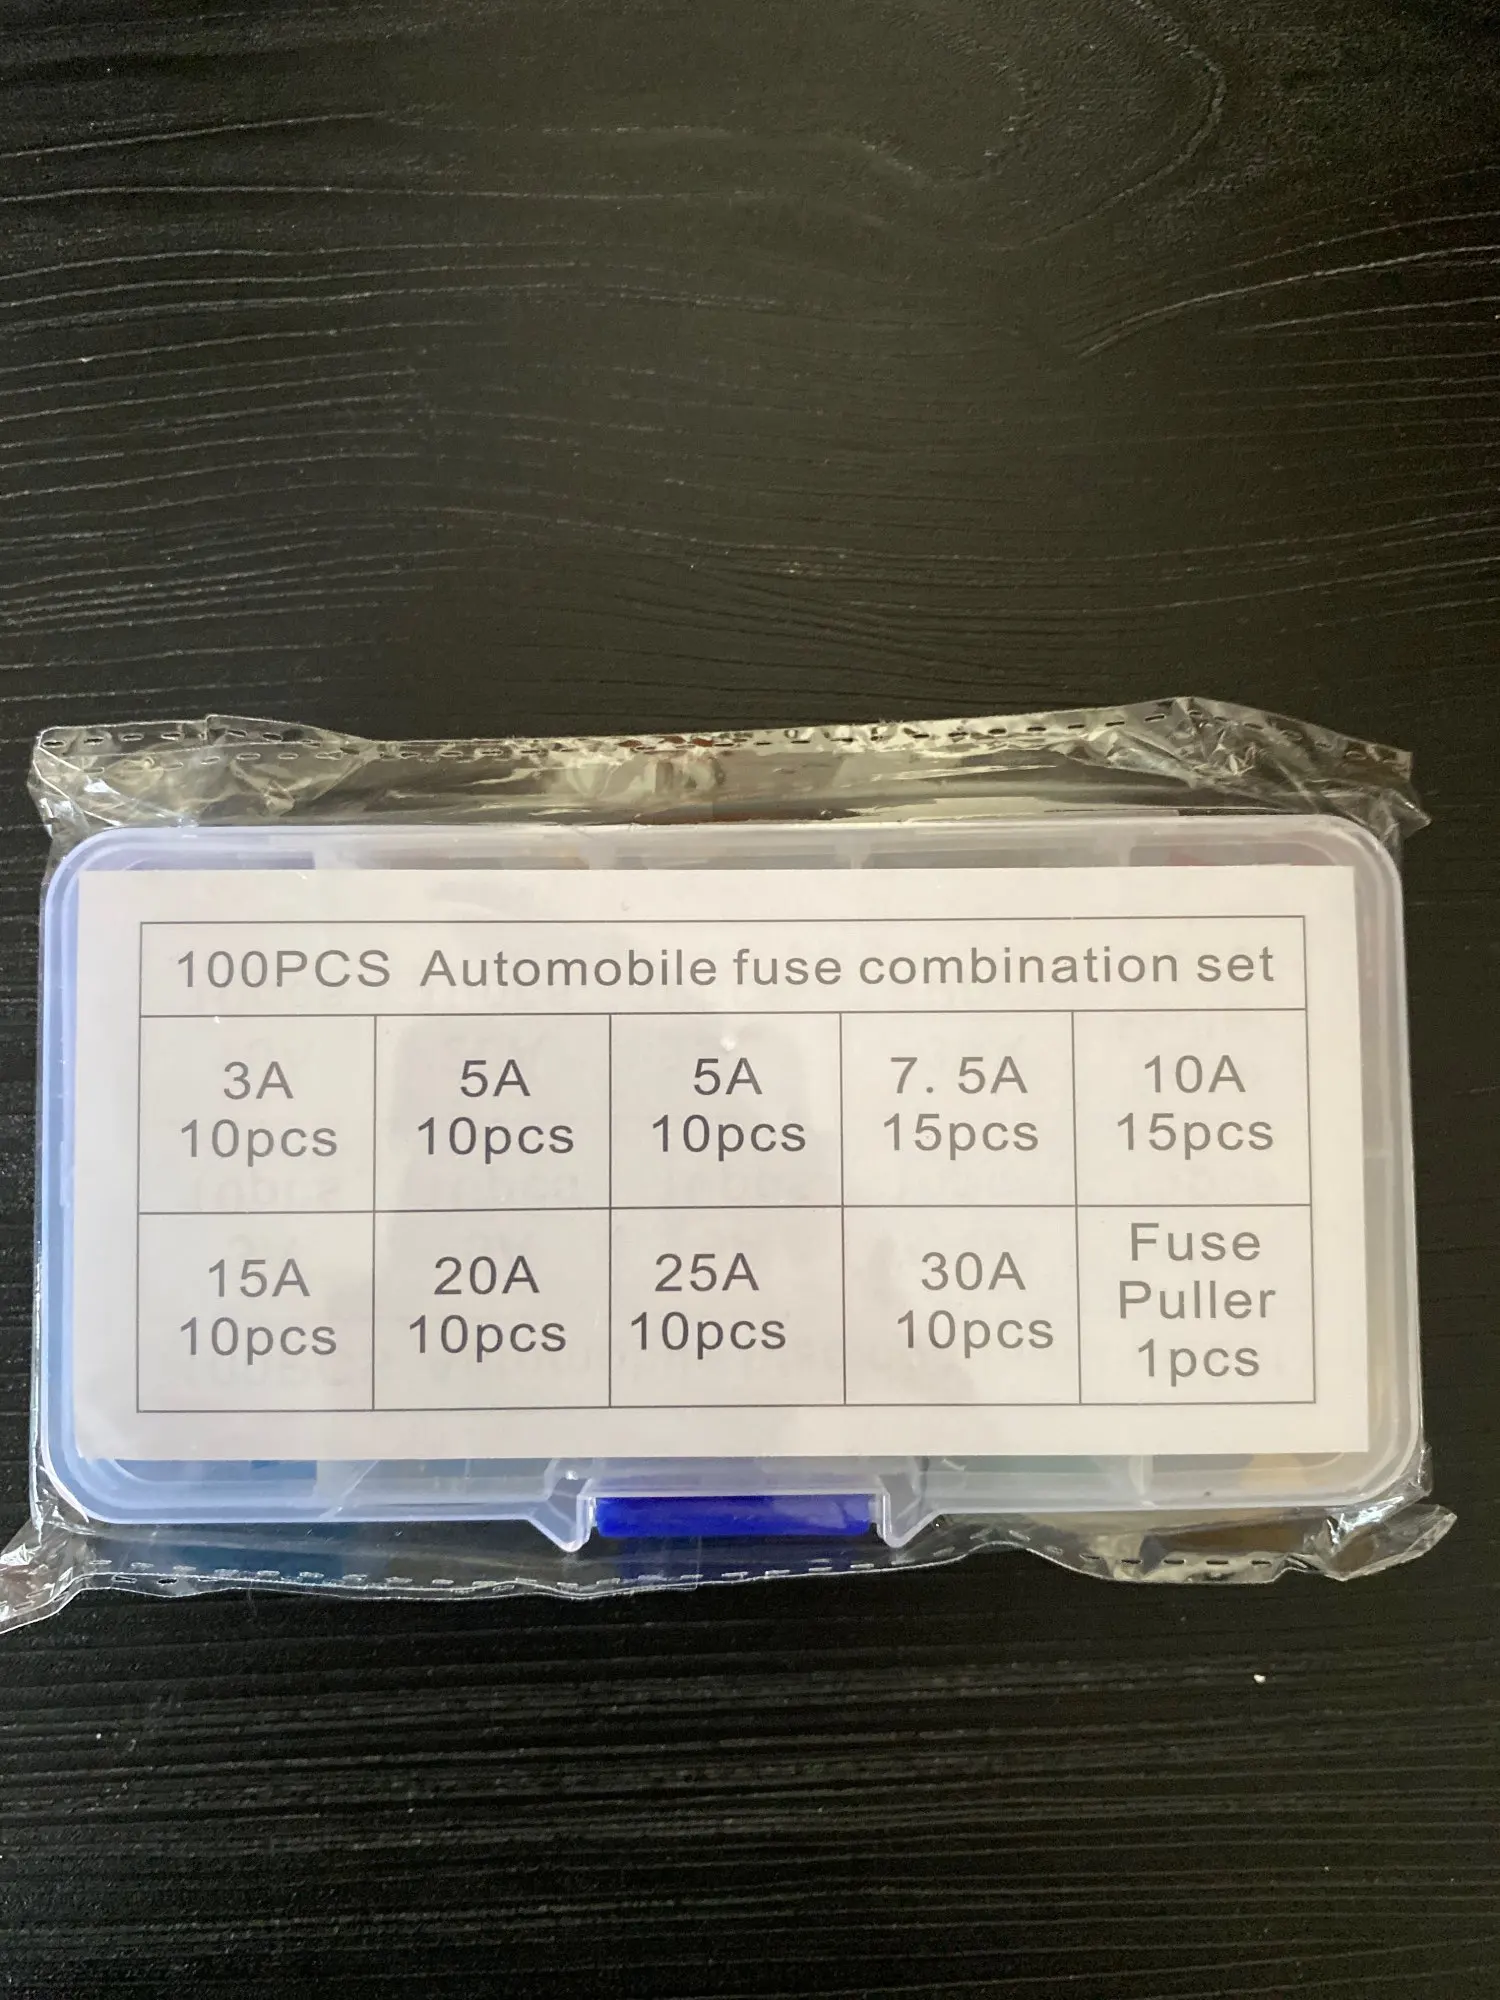 100PCS Automobile fuse combination set
3A
10pcs
5A
10pcs
5A
10pcs
7. 5A
15pcs
10A
15pcs
15A
10pcs
20A
10pcs
25A
10pcs
30A
10pcs
Fuse
Puller
1pcs